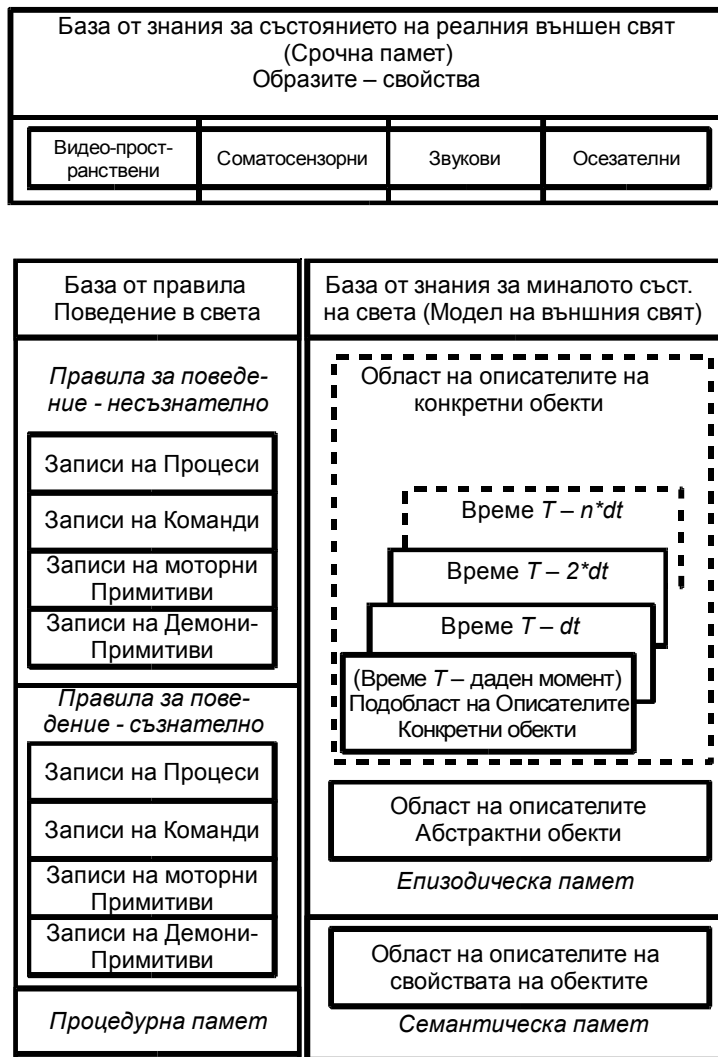 База от знания за състоянието на реалния външен свят
(Срочна памет)
Образите – свойства
Видео-прост-
ранствени
Соматосензорни
Звукови
Осезателни
База от правила
Поведение в света
Правила за поведе-
ние - несъзнателно
Записи на Процеси
Записи на Команди
Записи на моторни
Примитиви
Записи на Демони-
Примитиви
Правила за пове-
дение - съзнателно
Записи на Процеси
Записи на Команди
Записи на моторни
Примитиви
Записи на Демони-
Примитиви
Процедурна памет
База от знания за миналото съст.
на света (Модел на външния свят)
Област на описателите на
конкретни обекти
Време T – n*dt
Време T – 2*dt
Време T – dt
(Време T – даден момент)
Подобласт на Описателите
Конкретни обекти
Област на описателите
Абстрактни обекти
Епизодическа памет
Област на описателите на
свойствата на обектите
Семантическа памет